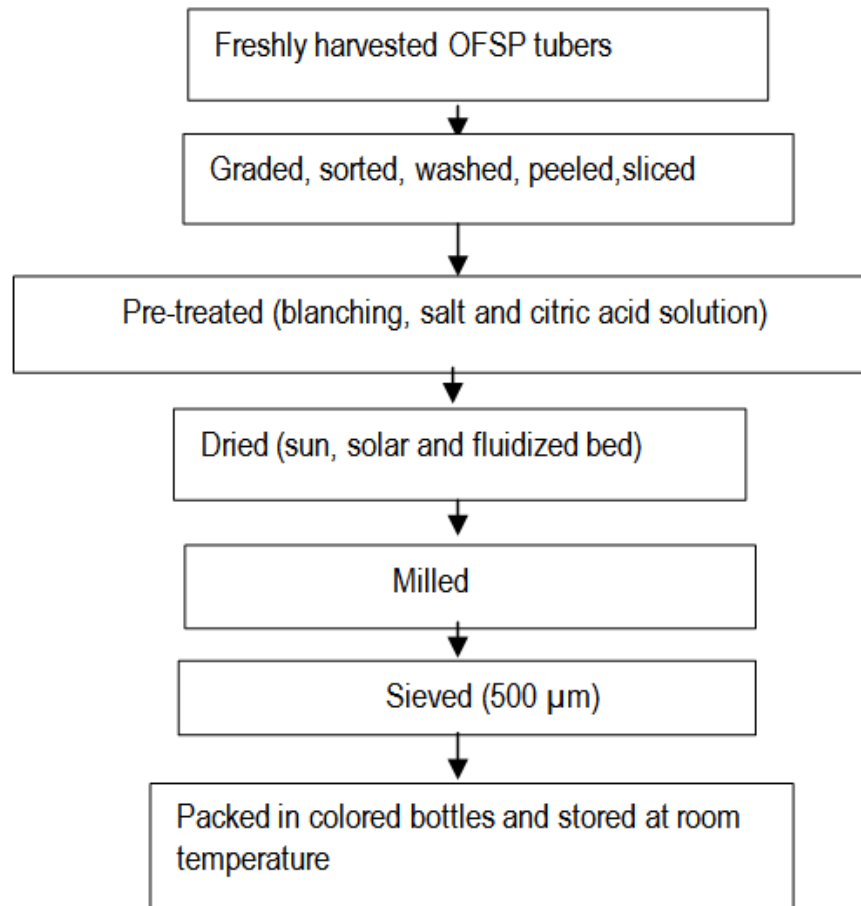 Freshly harvested OFSP tubers
Graded, sorted, washed, peeled,sliced
Pre-treated (blanching, salt and citric acid solution)
Dried (sun, solar and fluidized bed)
Milled
Sieved (500 µm)
Packed in colored bottles and stored at room
temperature